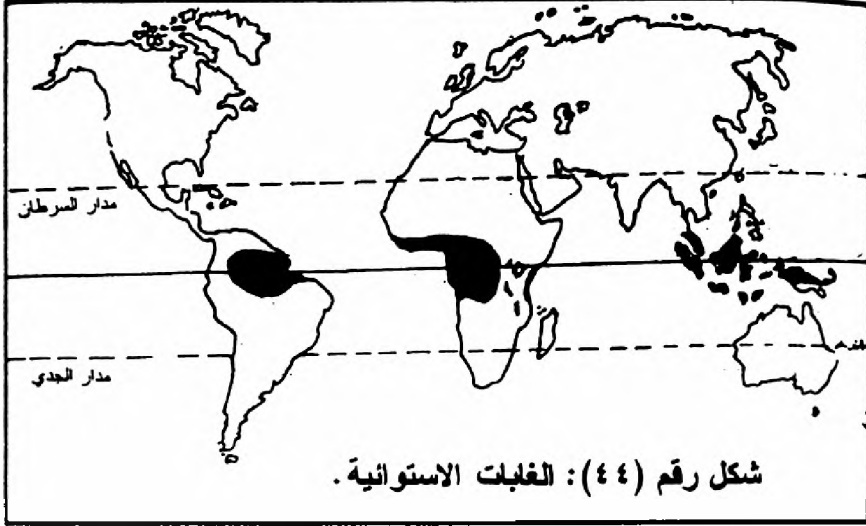 مدار السرطان
مدار الجدي
شكل رقم (٤٤): الغابات الاستوائية.